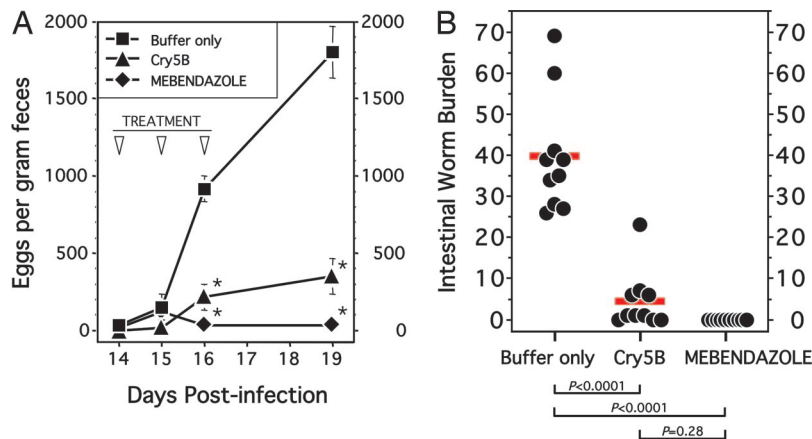 A
Eggs per gram feces
2000
1500
1000
500
0
Buffer only
Cry5B
MEBENDAZOLE
TREATMENT
*
*
*
*
2000
1500
1000
500
0
14 15 16 17 18 19
Days Post-infection
B
Intestinal Worm Burden
70
60
50
40
30
20
10
0
70
60
50
40
30
20
10
0
Buffer only Cry5B MEBENDAZOLE
P<0.0001
P<0.0001
P=0.28